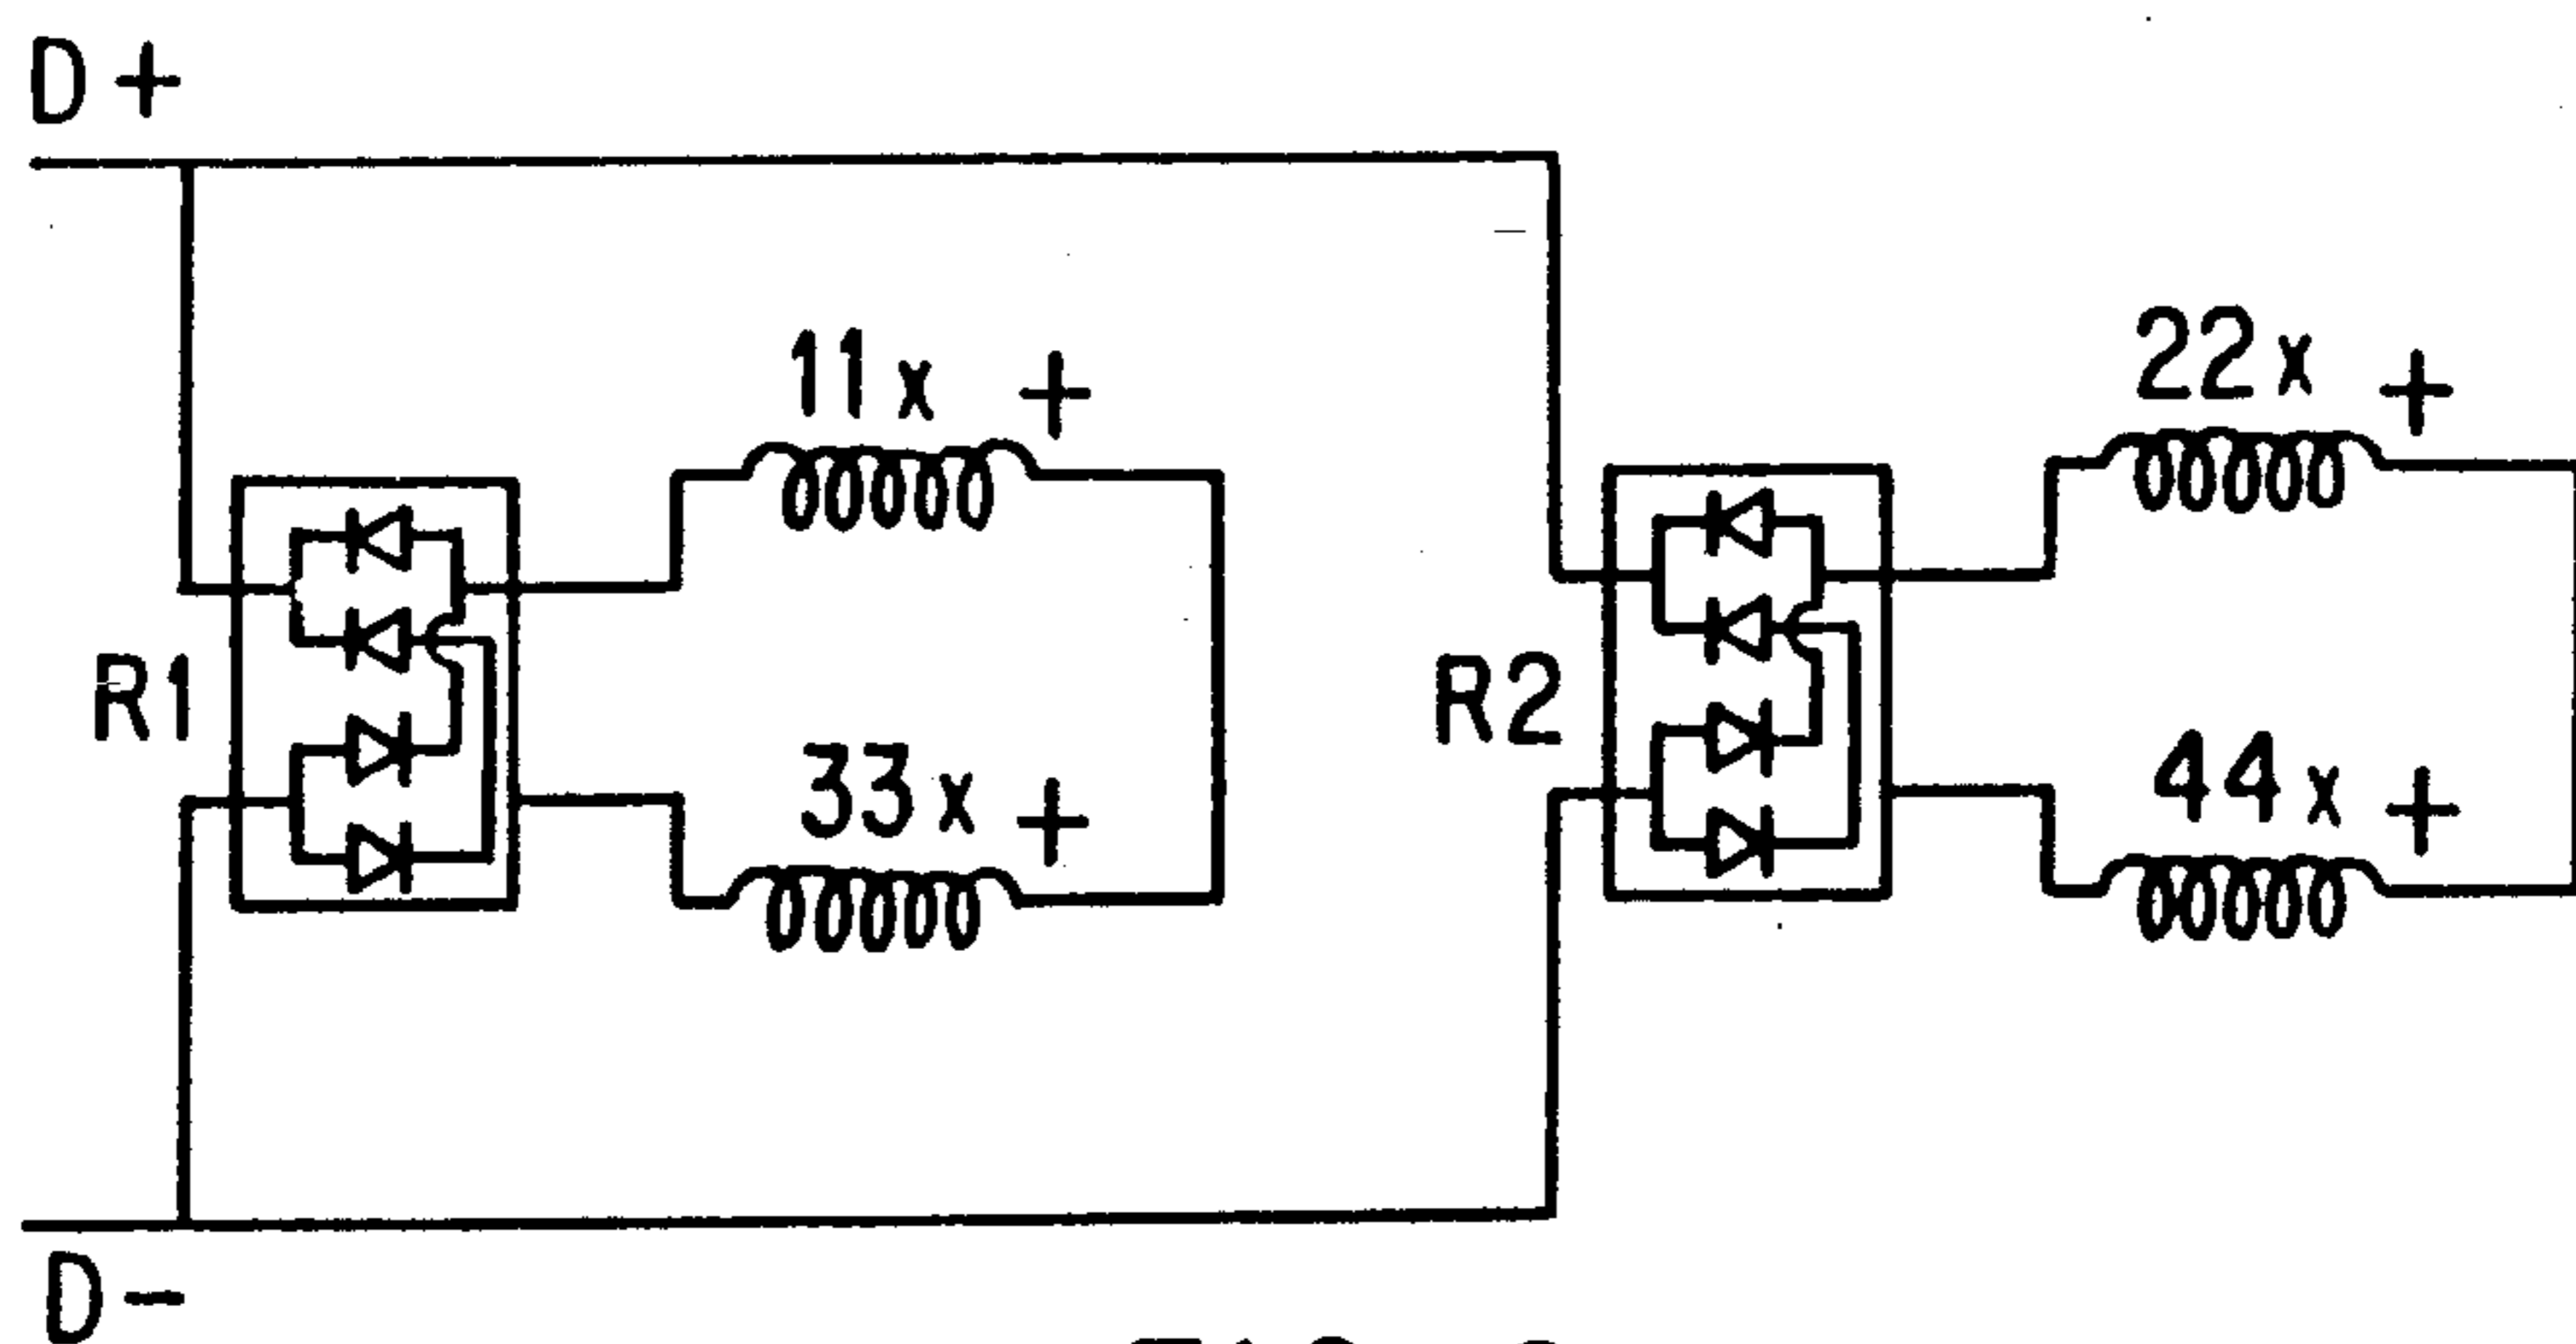 D+
11x +
22x +
R1
R2
33x +
44x +
D-